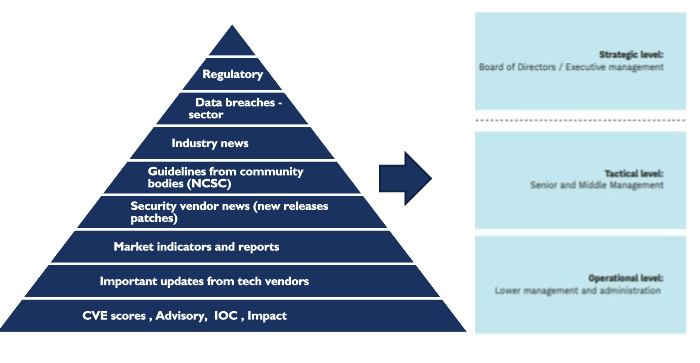 Regulatory
Data breaches -
sector
Industry news
Guidelines from community
bodies (NCSC)
Security vendor news (new releases
patches)
Market indicators and reports
Important updates from tech vendors
CVE scores , Advisory, IOC , Impact
Strategic level:
Board of Directors / Executive management
Tactical level:
Senior and Middle Management
Operational level:
Lower management and administration